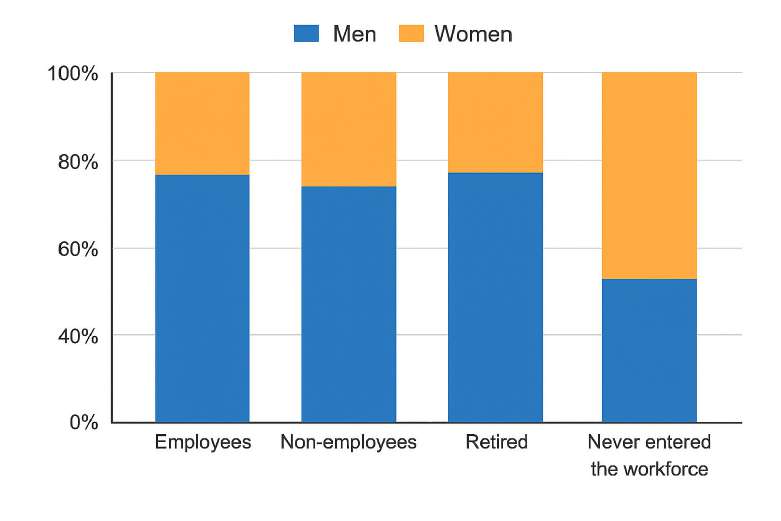 Men Women
100%
80%
60%
40%
0%
Employees Non-employees Retired Never entered
the workforce